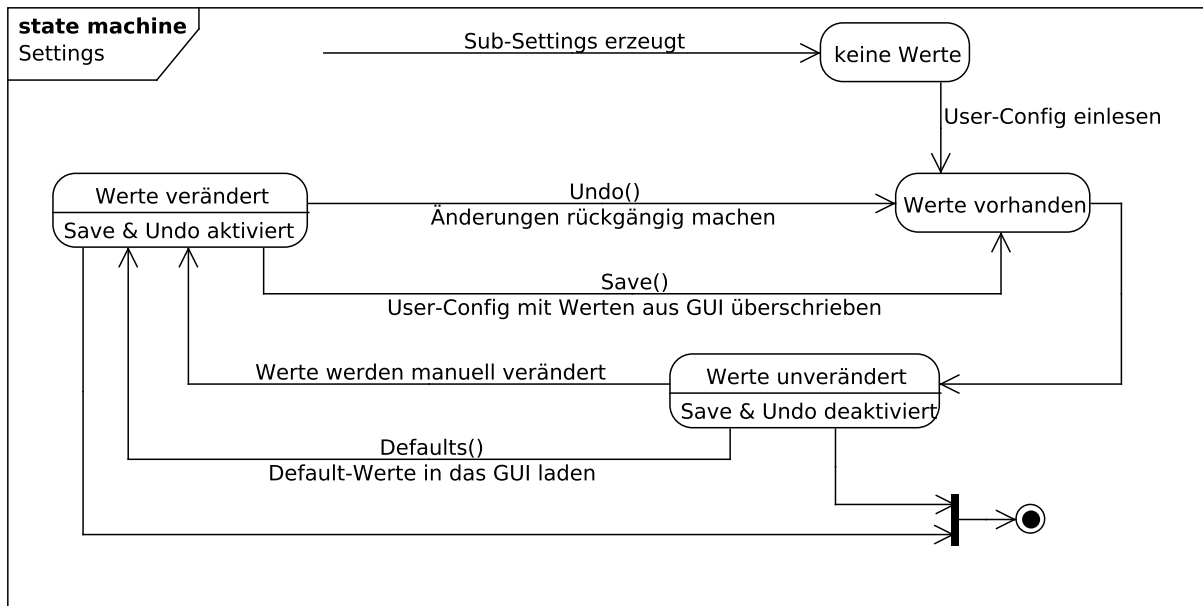 state machine
Settings
Sub-Settings erzeugt
keine Werte
User-Config einlesen
Werte verändert
Save & Undo aktiviert
Undo()
Änderungen rückgängig machen
Werte vorhanden
Save()
User-Config mit Werten aus GUI überschrieben
Werte werden manuell verändert
Werte unverändert
Save & Undo deaktiviert
Defaults()
Default-Werte in das GUI laden